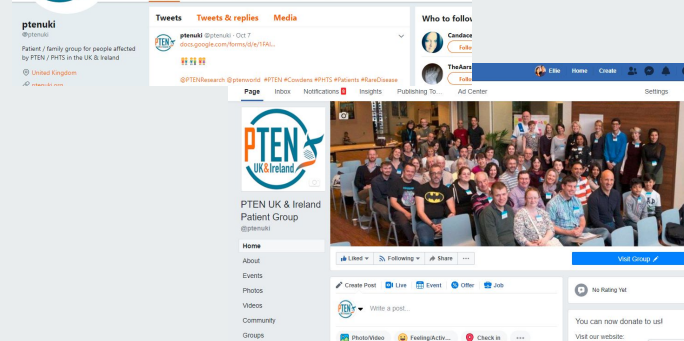 ptenuki
@ptenuki
Patient / family group for people affected
by PTEN / PHTS in the UK & Ireland
United Kingdom
ptenuki.org
Tweets Tweets & replies Media
ptenuki @ptenuki · Oct 7
docs.google.com/forms/d/e/1FAI...
@PTENResearch @ptenworld #PTEN #Cowdens #PHTS #Patients #RareDisease
Who to follow
Candace
Follo
TheAars
Follo
Ellie Home Create
Page Inbox Notifications 8 Insights Publishing To... Ad Center Settings
PTEN
UK&Ireland
PTEN UK & Ireland
Patient Group
@ptenuki
Home
About
Events
Photos
Videos
Community
Groups
Liked Following Share ...
Visit Group
Create Post Live Event Offer Job
Write a post...
Photo/Video Feeling/Activ... Check in ...
No Rating Yet
You can now donate to us!
Visit our website: